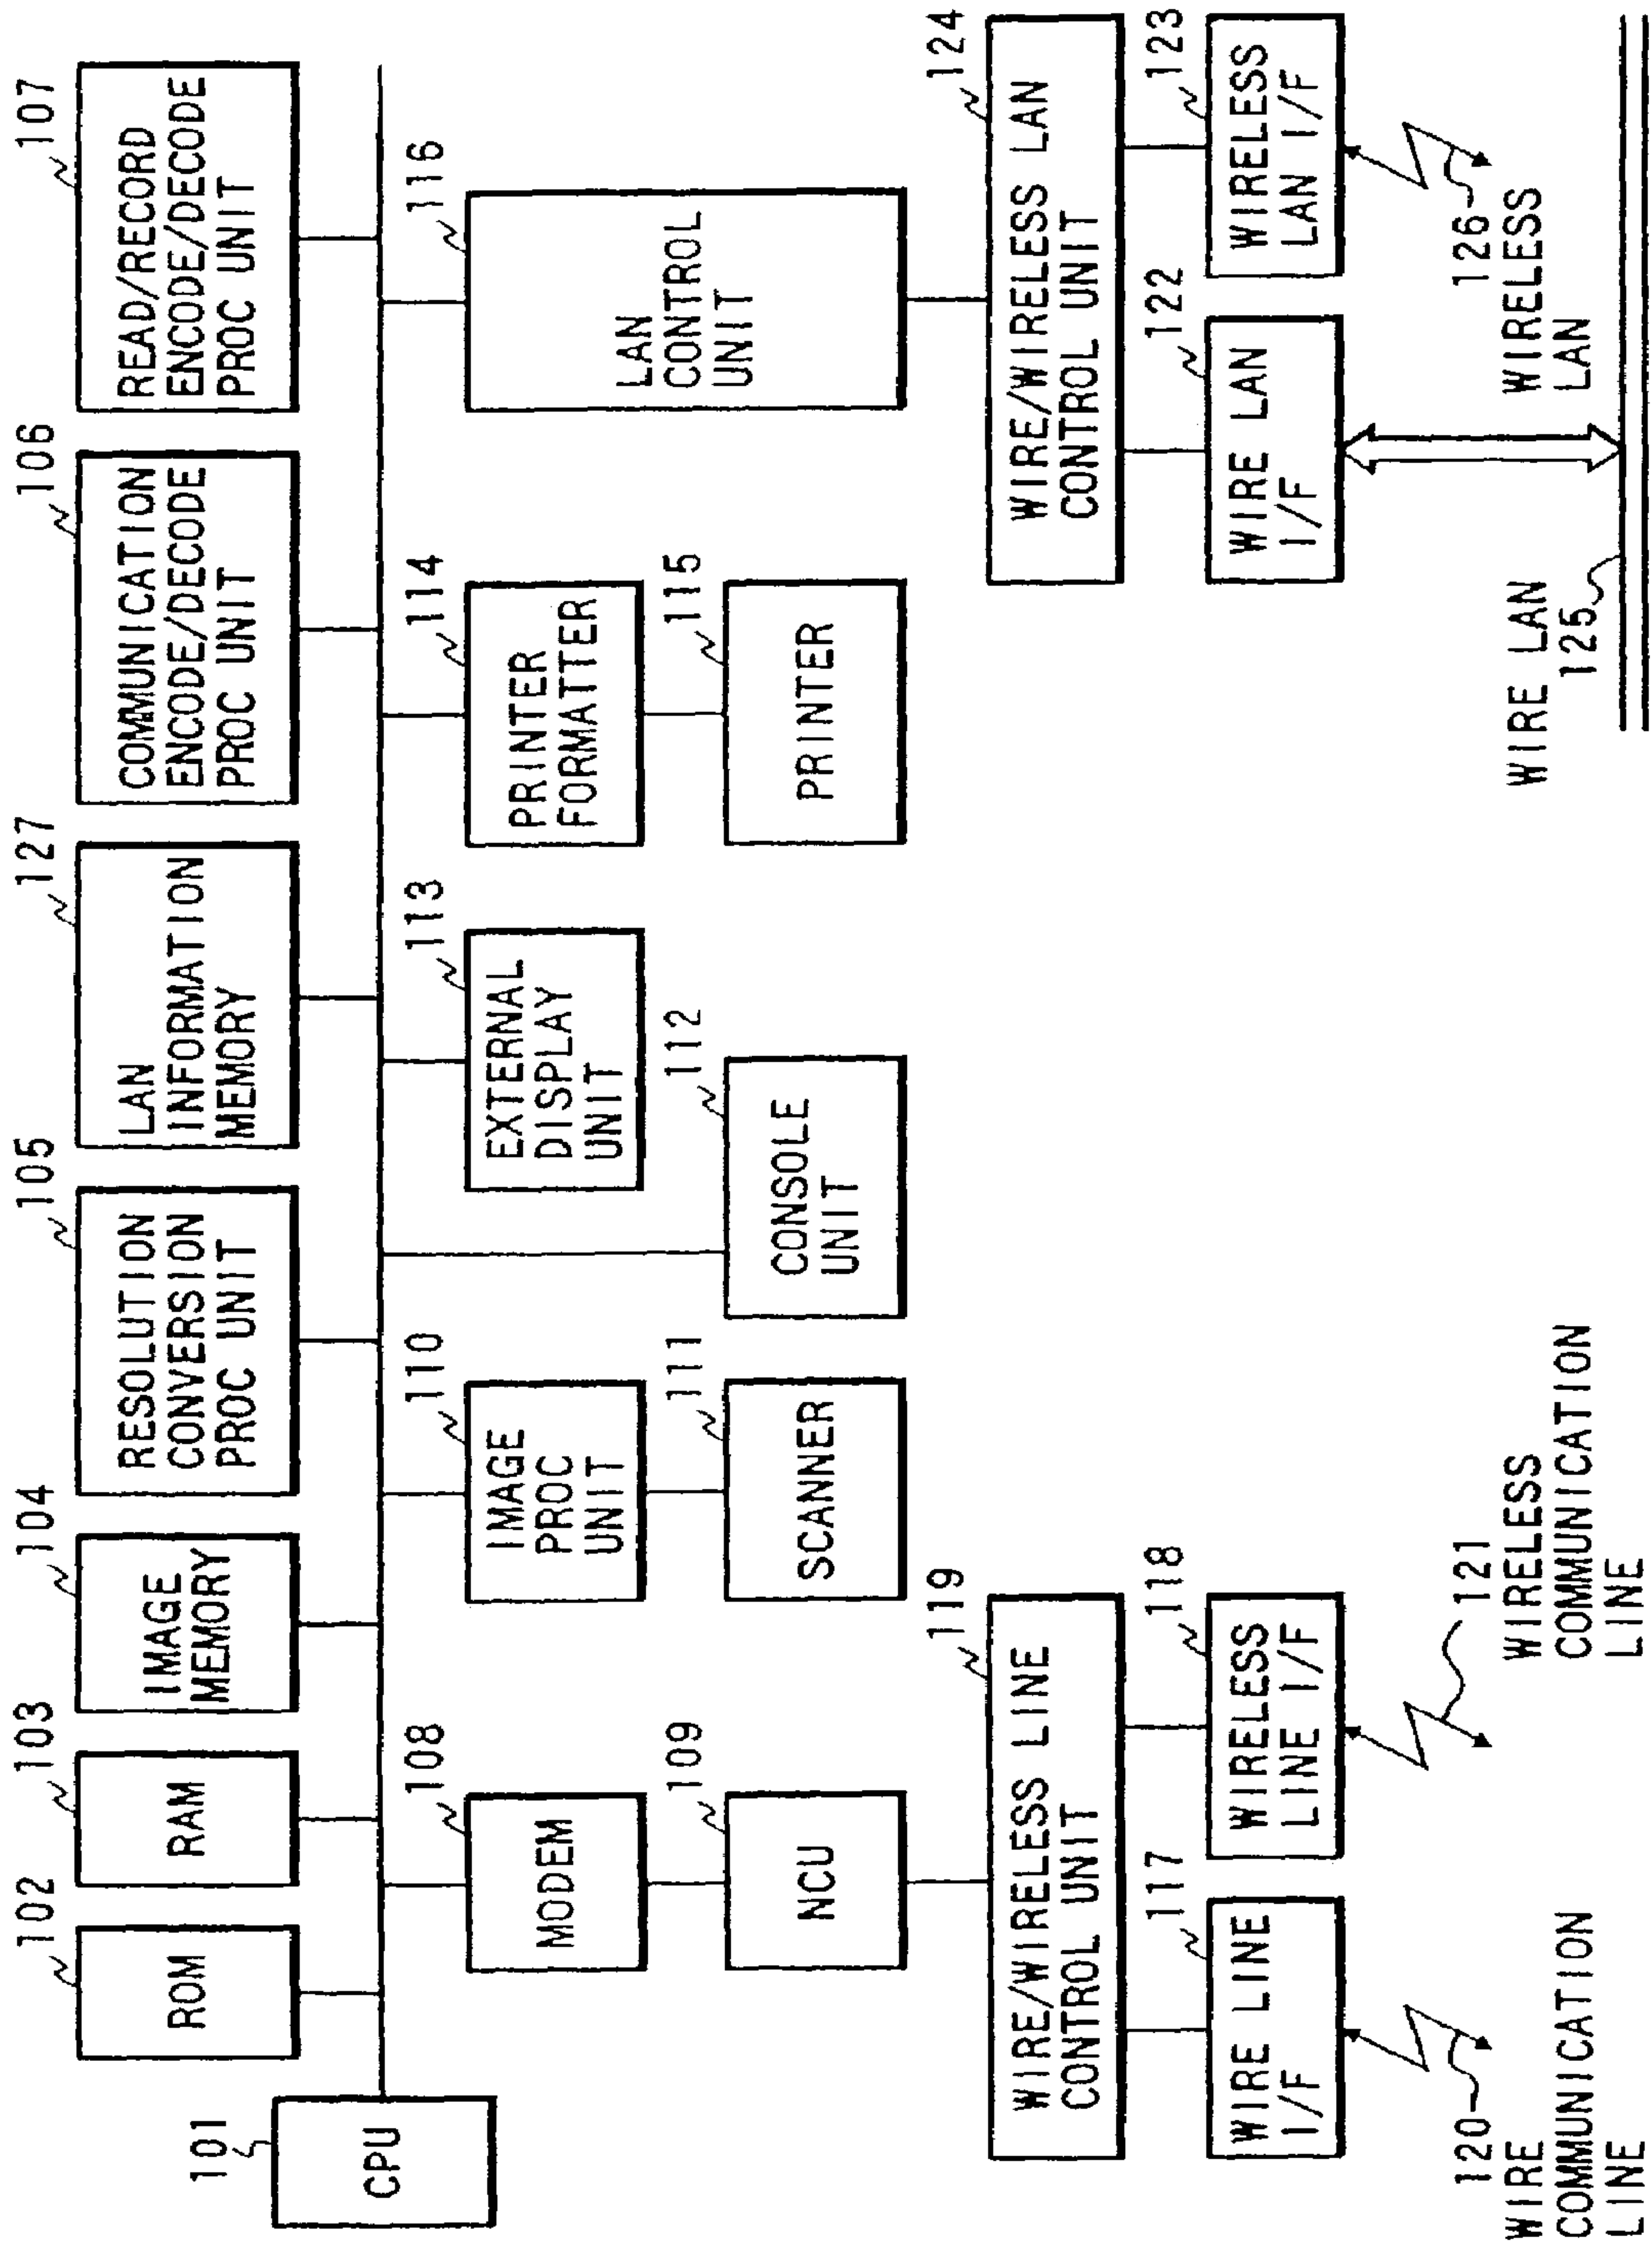 101
CPU
102
ROM
103
RAM
104
IMAGE
MEMORY
105
RESOLUTION
CONVERSION
PROC UNIT
127
LAN
INFORMATION
MEMORY
106
COMMUNICATION
ENCODE/DECODE
PROC UNIT
107
READ/RECORD
ENCODE/DECODE
PROC UNIT
108
MODEM
109
NCU
110
IMAGE
PROC
UNIT
111
SCANNER
112
CONSOLE
UNIT
113
EXTERNAL
DISPLAY
UNIT
114
PRINTER
FORMATTER
115
PRINTER
116
LAN
CONTROL
UNIT
119
WIRE/WIRELESS LINE
CONTROL UNIT
117
WIRE LINE
I/F
118
WIRELESS
LINE I/F
120
WIRE
COMMUNICATION
LINE
121
WIRELESS
COMMUNICATION
LINE
124
WIRE/WIRELESS LAN
CONTROL UNIT
122
WIRE LAN
I/F
123
WIRELESS
LAN I/F
WIRE LAN
125
126
WIRELESS
LAN